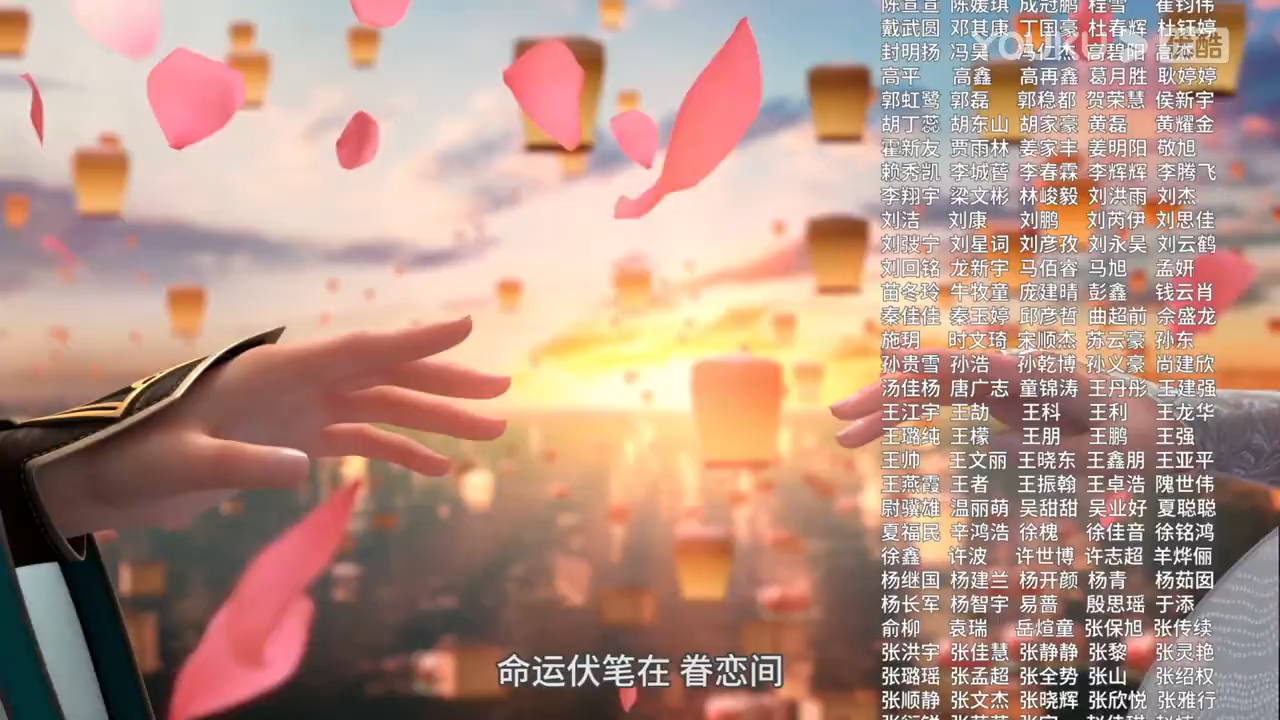 陈宣宣 陈媛琪 成冠鹏 程雪 崔钧伟
戴武圆 邓其康 丁国豪 杜春辉 杜钰婷
封明扬 冯昊 冯仁杰 高碧阳
YOUKU 优酷
高平 高鑫 高再鑫 葛月胜 耿婷婷
郭虹鹭 郭磊 郭稳都 贺荣慧 侯新宇
胡丁蕊 胡东山 胡家豪 黄磊 黄耀金
霍新友 贾雨林 姜家丰 姜明阳 敬旭
赖秀凯 李城萻 李春霖 李辉辉 李腾飞
李翔宇 梁文彬 林峻毅 刘洪雨 刘杰
刘洁 刘康 刘鹏 刘芮伊 刘思佳
刘弢宁 刘星词 刘彦孜 刘永昊 刘云鹤
刘回铭 龙新宇 马佰睿 马旭 孟妍
苗冬玲 牛牧童 庞建晴 彭鑫 钱云肖
秦佳佳 秦玉婷 邱彦哲 曲超前 佘盛龙
施玥 时文琦 宋顺杰 苏云豪 孙东
孙贵雪 孙浩 孙乾博 孙义豪 尚建欣
汤佳杨 唐广志 童锦涛 王丹彤 王建强
王江宇 王劼 王科 王利 王龙华
王璐纯 王檬 王朋 王鹏 王强
王帅 王文丽 王晓东 王鑫朋 王亚平
王燕霞 王者 王振翰 王卓浩 隗世伟
尉骥雄 温丽萌 吴甜甜 吴业好 夏聪聪
夏福民 辛鸿浩 徐槐 徐佳音 徐铭鸿
徐鑫 许波 许世博 许志超 羊烨俪
杨继国 杨建兰 杨开颜 杨青 杨茹囡
杨长军 杨智宇 易蔷 殷思瑶 于添
俞柳 袁瑞 岳煊童 张保旭 张传续
张洪宇 张佳慧 张静静 张黎 张灵艳
张璐瑶 张孟超 张全势 张山 张绍权
张顺静 张文杰 张晓辉 张欣悦 张雅行
命运伏笔在 眷恋间